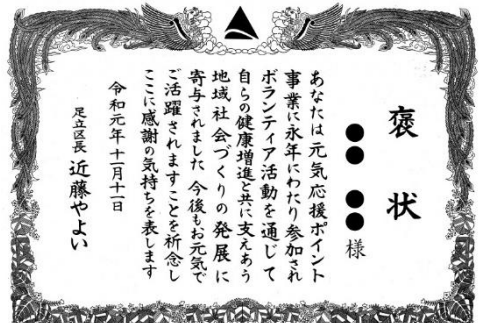 褒状
●● ●●様
あなたは元気応援ポイント
事業に永年にわたり参加され
ボランティア活動を通じて
自らの健康増進と共に支えあう
地域社会づくりの発展に
寄与されました 今後もお元気で
ご活躍されますことを祈念し
ここに感謝の気持ちを表します
令和元年十一月十一日
足立区長 近藤やよい